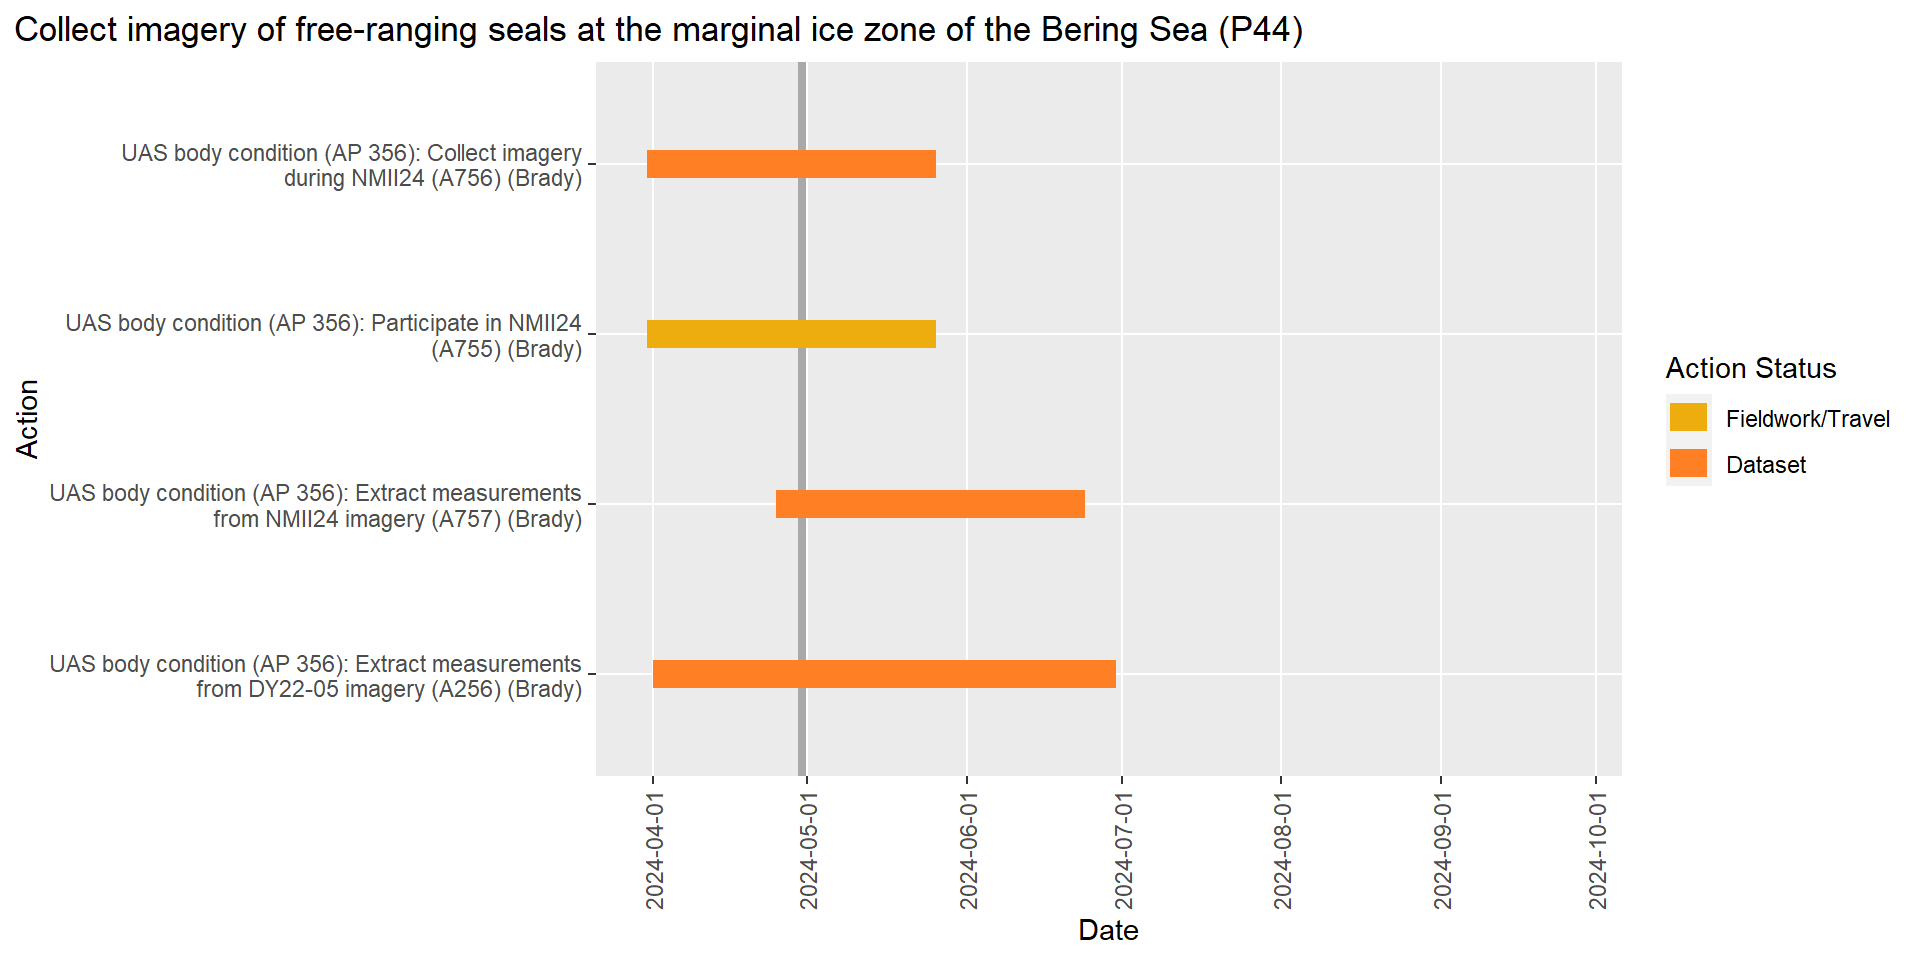 Collect imagery of free-ranging seals at the marginal ice zone of the Bering Sea (P44)
UAS body condition (AP 356): Collect imagery
during NMII24 (A756) (Brady)
UAS body condition (AP 356): Participate in NMII24
(A755) (Brady)
UAS body condition (AP 356): Extract measurements
from NMII24 imagery (A757) (Brady)
UAS body condition (AP 356): Extract measurements
from DY22-05 imagery (A256) (Brady)
Action
2024-04-01
2024-05-01
2024-06-01
2024-07-01
2024-08-01
2024-09-01
2024-10-01
Date
Action Status
Fieldwork/Travel
Dataset